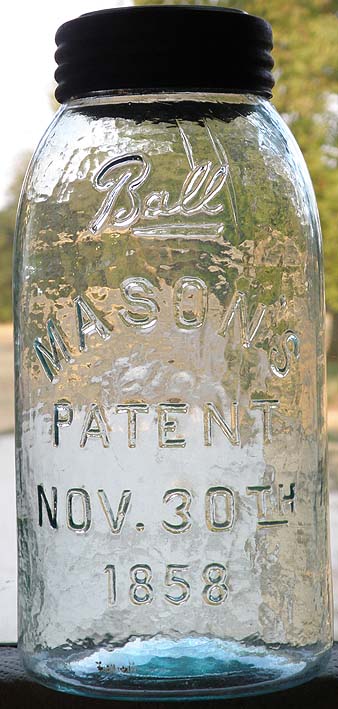 Ball
MASON'S
PATENT
NOV. 30TH
1858